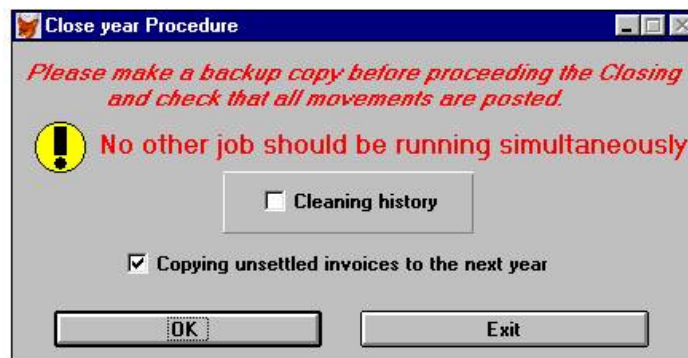 Close year Procedure
Please make a backup copy before proceeding the Closing
and check that all movements are posted.
No other job should be running simultaneously
Cleaning history
Copying unsettled invoices to the next year
OK
Exit